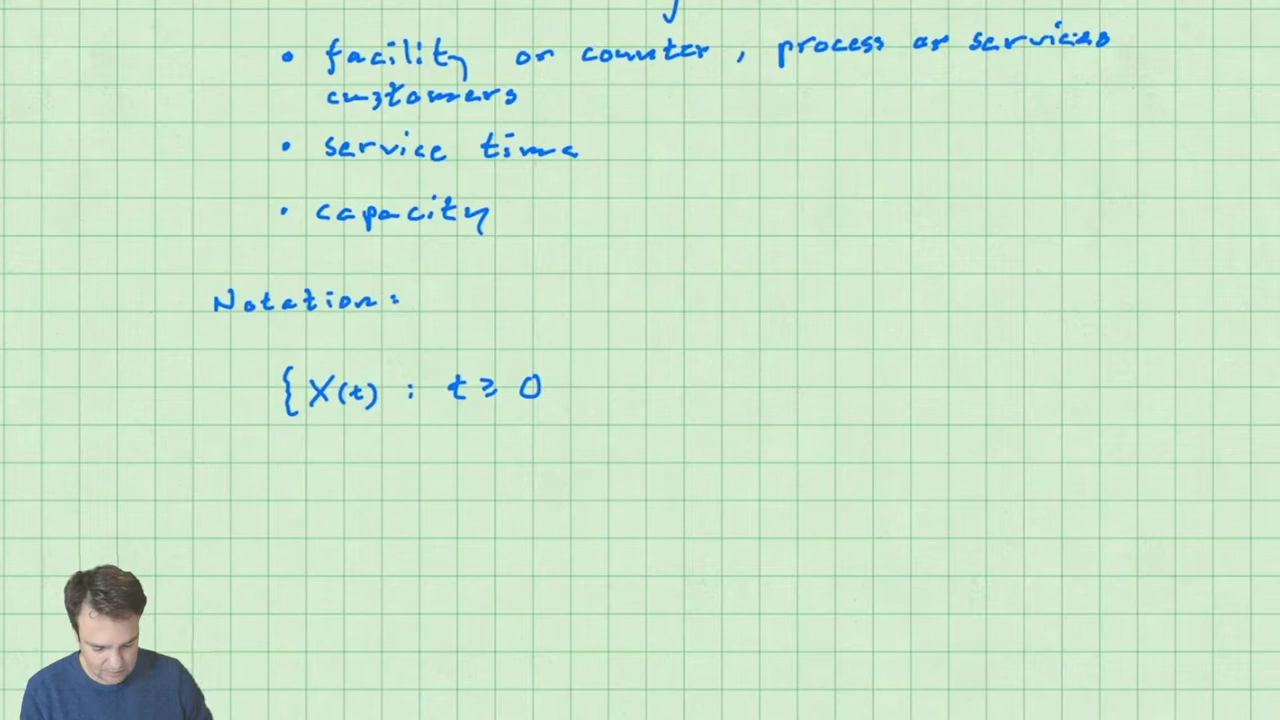 • facility or counter, process or services
customers
• service time
• capacity
Notation:
{X(t) : t ≥ 0